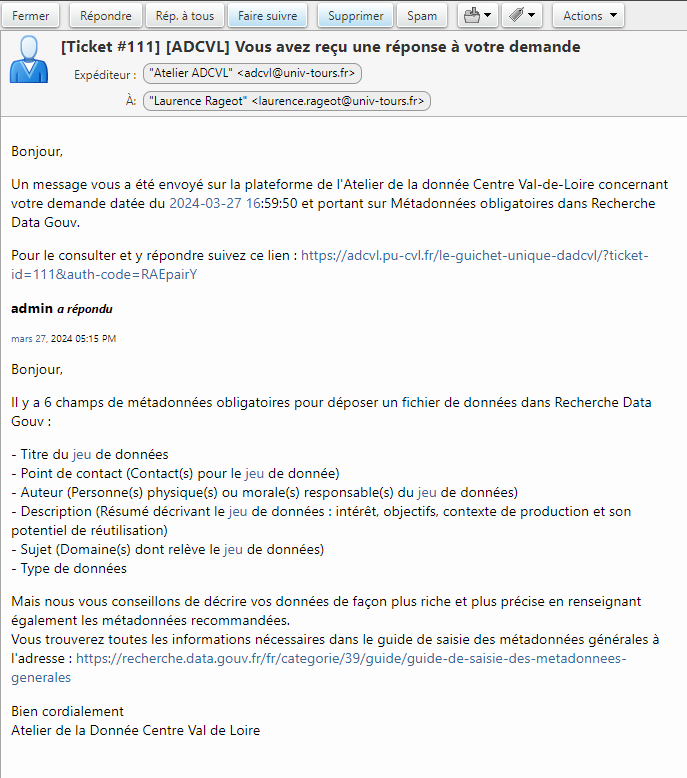 Fermer
Répondre
Rép. à tous
Faire suivre
Supprimer
Spam
Actions
[Ticket #111] [ADCVL] Vous avez reçu une réponse à votre demande
Expéditeur : "Atelier ADCVL" <adcvl@univ-tours.fr>
À: "Laurence Rageot" <laurence.rageot@univ-tours.fr>
Bonjour,
Un message vous a été envoyé sur la plateforme de l'Atelier de la donnée Centre Val-de-Loire concernant
votre demande datée du 2024-03-27 16:59:50 et portant sur Métadonnées obligatoires dans Recherche
Data Gouv.
Pour le consulter et y répondre suivez ce lien : https://adcvl.pu-cvl.fr/le-guichet-unique-dadcvl/?ticket-
id=111&auth-code=RAEpairY
admin a répondu
mars 27, 2024 05:15 PM
Bonjour,
Il y a 6 champs de métadonnées obligatoires pour déposer un fichier de données dans Recherche Data
Gouv :
- Titre du jeu de données
- Point de contact (Contact(s) pour le jeu de donnée)
- Auteur (Personne(s) physique(s) ou morale(s) responsable(s) du jeu de données)
- Description (Résumé décrivant le jeu de données : intérêt, objectifs, contexte de production et son
potentiel de réutilisation)
- Sujet (Domaine(s) dont relève le jeu de données)
- Type de données
Mais nous vous conseillons de décrire vos données de façon plus riche et plus précise en renseignant
également les métadonnées recommandées.
Vous trouverez toutes les informations nécessaires dans le guide de saisie des métadonnées générales à
l'adresse : https://recherche.data.gouv.fr/fr/categorie/39/guide/guide-de-saisie-des-metadonnees-
generales
Bien cordialement
Atelier de la Donnée Centre Val de Loire